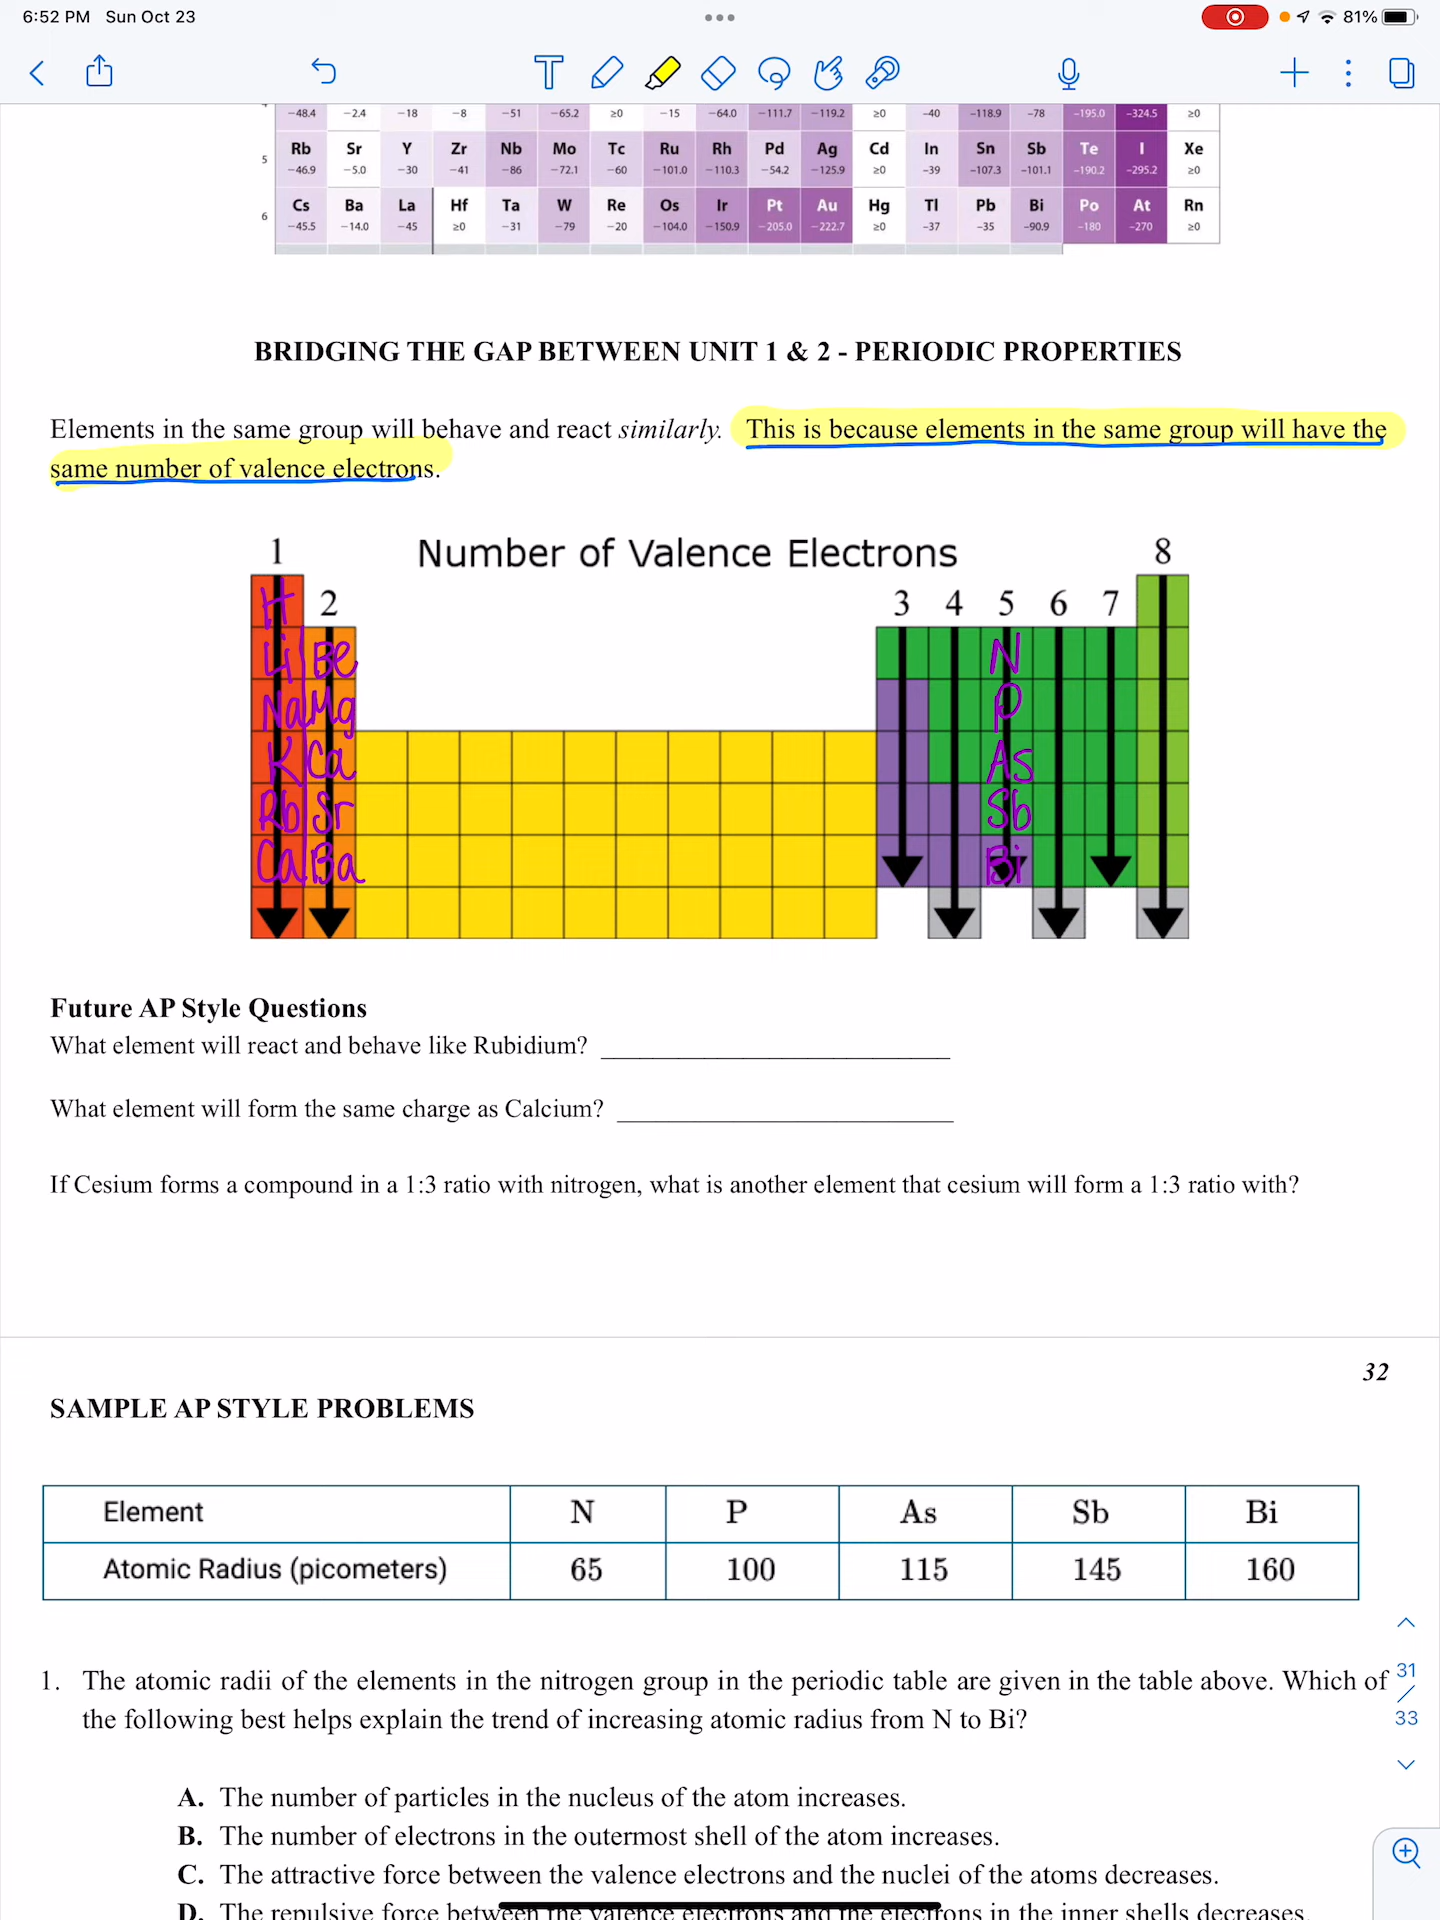 6:52 PM Sun Oct 23
81%
-48.4 -2.4 -18 -8 -51 -65.2 ≥0 -15 -64.0 -111.7 -119.2 ≥0 -40 -118.9 -78 -195.0 -324.5 ≥0
5 Rb Sr Y Zr Nb Mo Tc Ru Rh Pd Ag Cd In Sn Sb Te I Xe
-46.9 -5.0 -30 -41 -86 -72.1 -60 -101.0 -110.3 -54.2 -125.9 ≥0 -39 -107.3 -101.1 -190.2 -295.2 ≥0
6 Cs Ba La Hf Ta W Re Os Ir Pt Au Hg Tl Pb Bi Po At Rn
-45.5 -14.0 -45 ≥0 -31 -79 -20 -104.0 -150.9 -205.0 -222.7 ≥0 -37 -35 -90.9 -180 -270 ≥0
BRIDGING THE GAP BETWEEN UNIT 1 & 2 - PERIODIC PROPERTIES
Elements in the same group will behave and react similarly. This is because elements in the same group will have the
same number of valence electrons.
1 Number of Valence Electrons 8
H 2 3 4 5 6 7
Li Be N
Na Mg P
K Ca As
Rb Sr Sb
Ca Ba Bi
Future AP Style Questions
What element will react and behave like Rubidium?
What element will form the same charge as Calcium?
If Cesium forms a compound in a 1:3 ratio with nitrogen, what is another element that cesium will form a 1:3 ratio with?
32
SAMPLE AP STYLE PROBLEMS
Element N P As Sb Bi
Atomic Radius (picometers) 65 100 115 145 160
1. The atomic radii of the elements in the nitrogen group in the periodic table are given in the table above. Which of
the following best helps explain the trend of increasing atomic radius from N to Bi?
31
/
33
A. The number of particles in the nucleus of the atom increases.
B. The number of electrons in the outermost shell of the atom increases.
C. The attractive force between the valence electrons and the nuclei of the atoms decreases.
D. The repulsive force between the valence electrons and the electrons in the inner shells decreases.